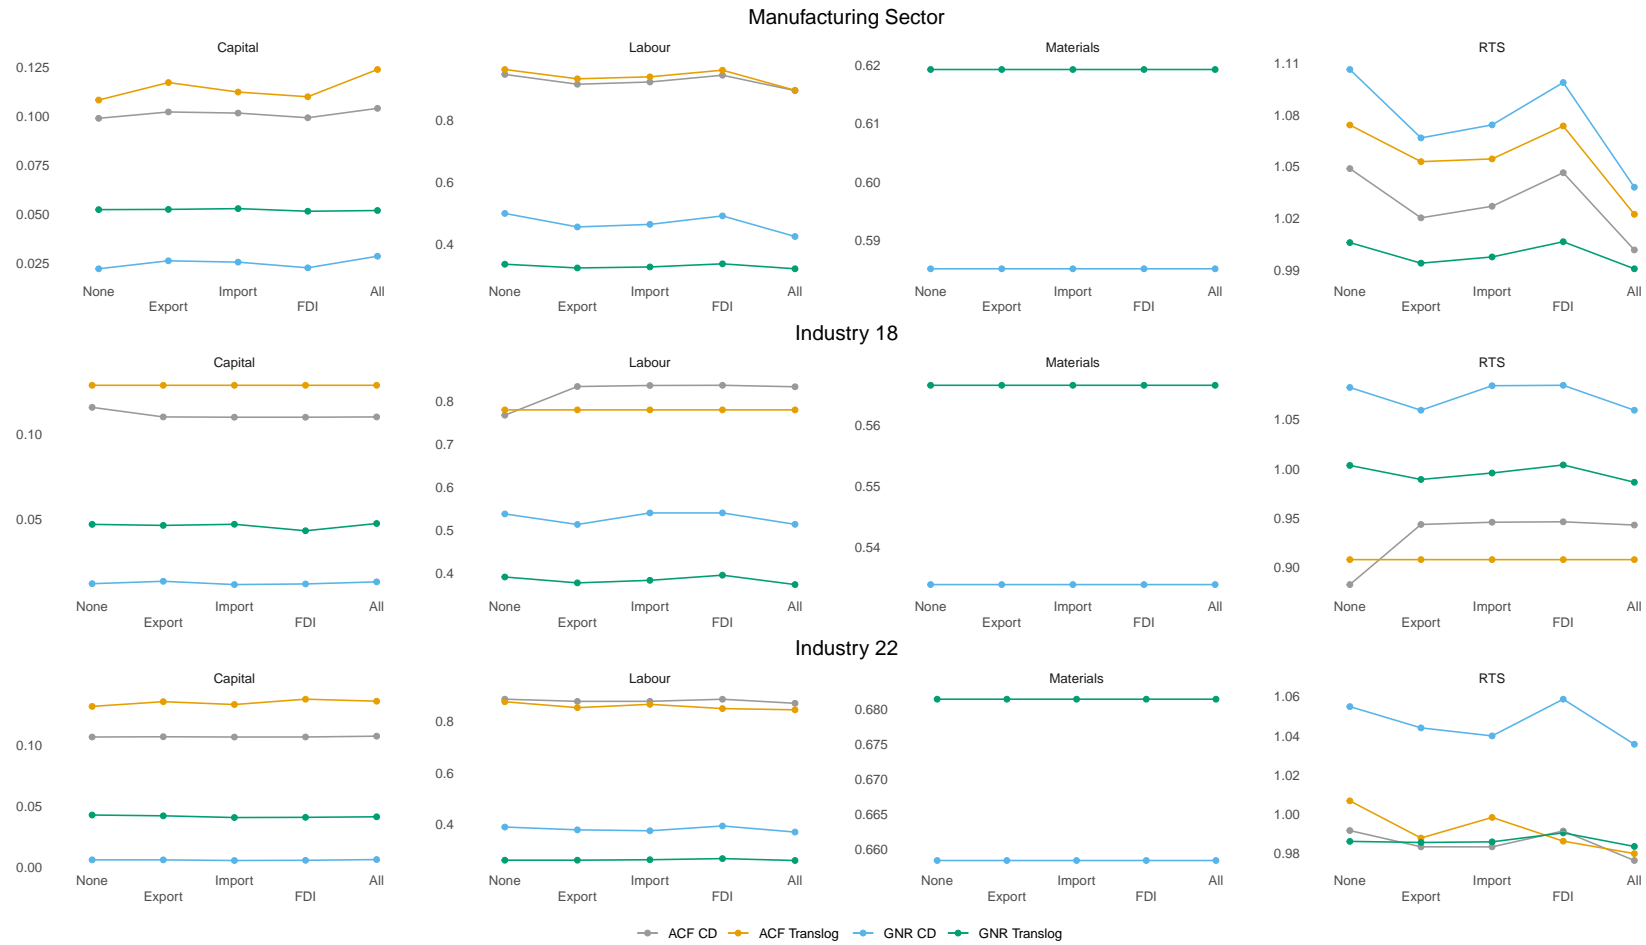 Manufacturing Sector
Capital Labour Materials RTS
0.125
0.100
0.075
0.050
0.025
0.8
0.6
0.4
0.62
0.61
0.60
0.59
1.11
1.08
1.05
1.02
0.99
None Export Import FDI All
None Export Import FDI All
None Export Import FDI All
None Export Import FDI All
Industry 18
Capital Labour Materials RTS
0.10
0.05
0.8
0.7
0.6
0.5
0.4
0.56
0.55
0.54
1.05
1.00
0.95
0.90
None Export Import FDI All
None Export Import FDI All
None Export Import FDI All
None Export Import FDI All
Industry 22
Capital Labour Materials RTS
0.10
0.05
0.00
0.8
0.6
0.4
0.680
0.675
0.670
0.665
0.660
1.06
1.04
1.02
1.00
0.98
None Export Import FDI All
None Export Import FDI All
None Export Import FDI All
None Export Import FDI All
ACF CD ACF Translog GNR CD GNR Translog